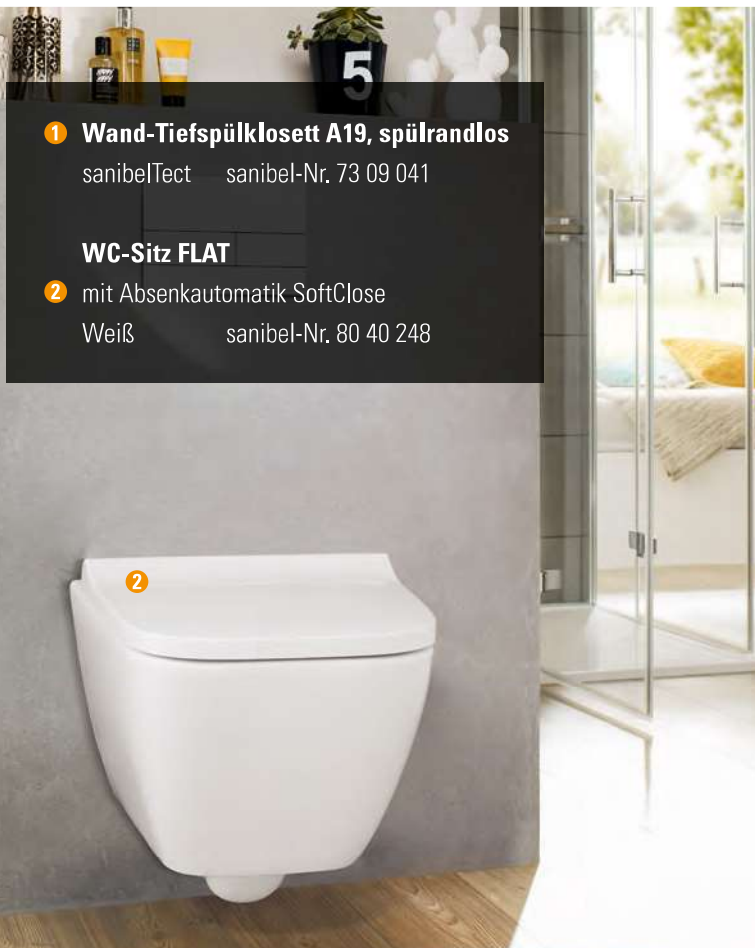 5
1 Wand-Tiefspülklosett A19, spülrandlos
sanibelTect sanibel-Nr. 73 09 041
WC-Sitz FLAT
2 mit Absenkautomatik SoftClose
Weiß sanibel-Nr. 80 40 248
2